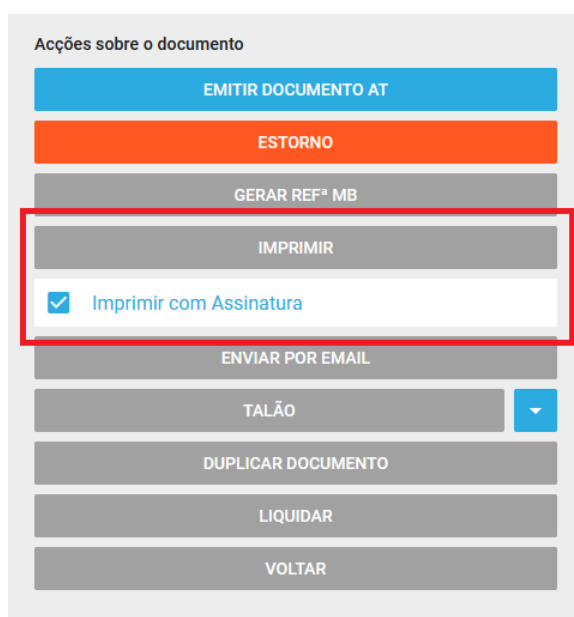 Acções sobre o documento
EMITIR DOCUMENTO AT
ESTORNO
GERAR REFª MB
IMPRIMIR
Imprimir com Assinatura
ENVIAR POR EMAIL
TALÃO
DUPLICAR DOCUMENTO
LIQUIDAR
VOLTAR